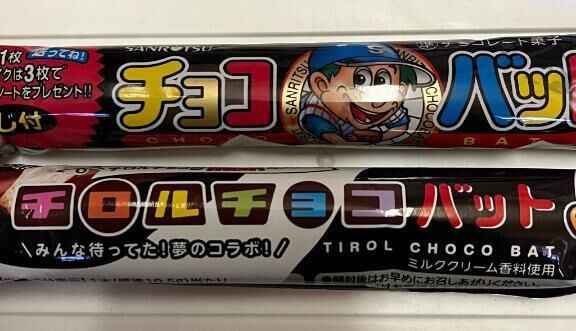 SANRITSU
チョコレート菓子
1枚 送ってね!
クは3枚で
ートをプレゼント!!
じ付
チョコバット
SANRITSU CHOCOBAT
CHO BAT
チロルチョコバット
みんな待ってた!夢のコラボ!
TIROL CHOCO BAT
ミルククリーム香料使用
●開封後はお早めにお召しあがりください。